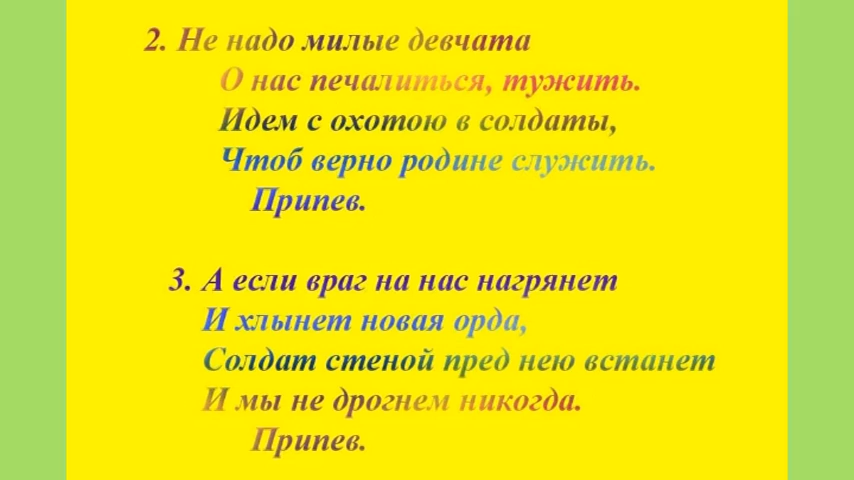 2. Не надо милые девчата
О нас печалиться, тужить.
Идем с охотою в солдаты,
Чтоб верно родине служить.
Припев.
3. А если враг на нас нагрянет
И хлынет новая орда,
Солдат стеной пред нею встанет
И мы не дрогнем никогда.
Припев.